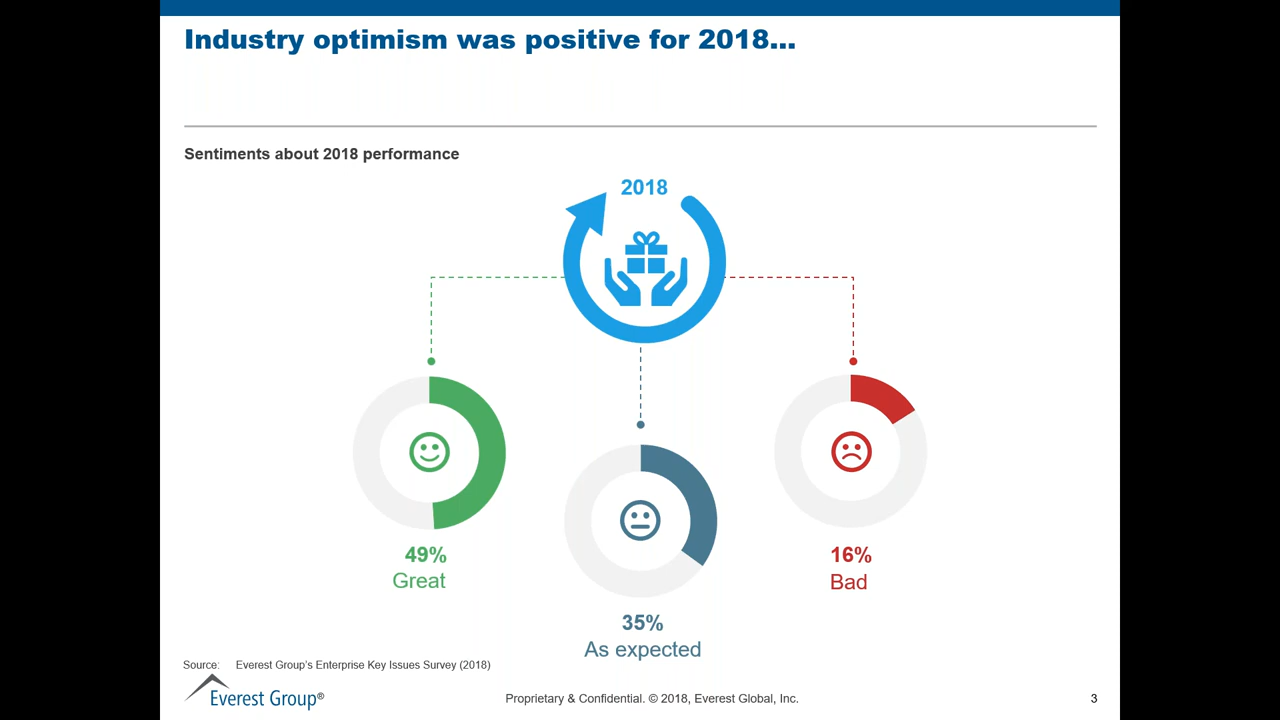 Industry optimism was positive for 2018...
Sentiments about 2018 performance
2018
49%
Great
35%
As expected
16%
Bad
Source: Everest Group's Enterprise Key Issues Survey (2018)
Everest Group®
Proprietary & Confidential. © 2018, Everest Global, Inc.
3